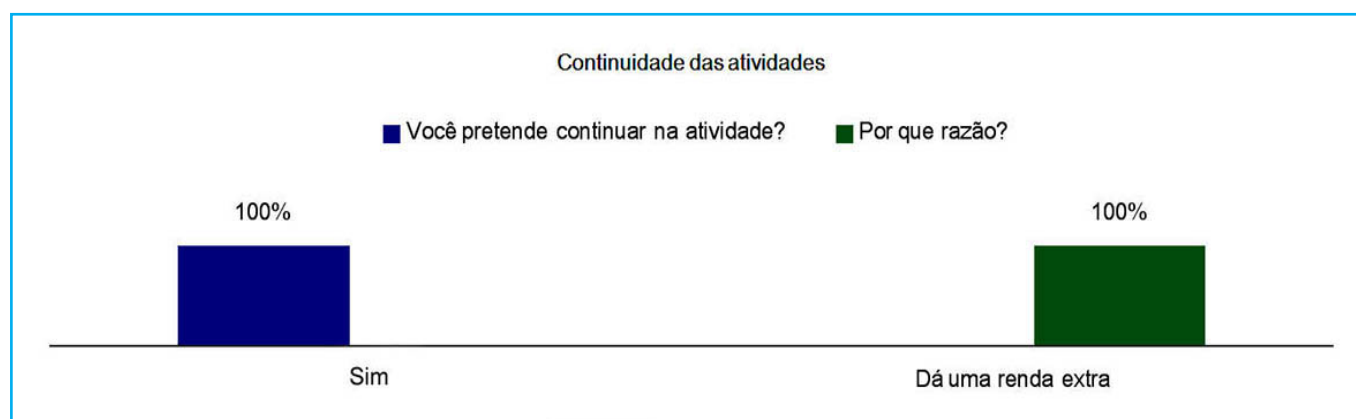 Continuidade das atividades
Você pretende continuar na atividade? Por que razão?
100% 100%
Sim Dá uma renda extra